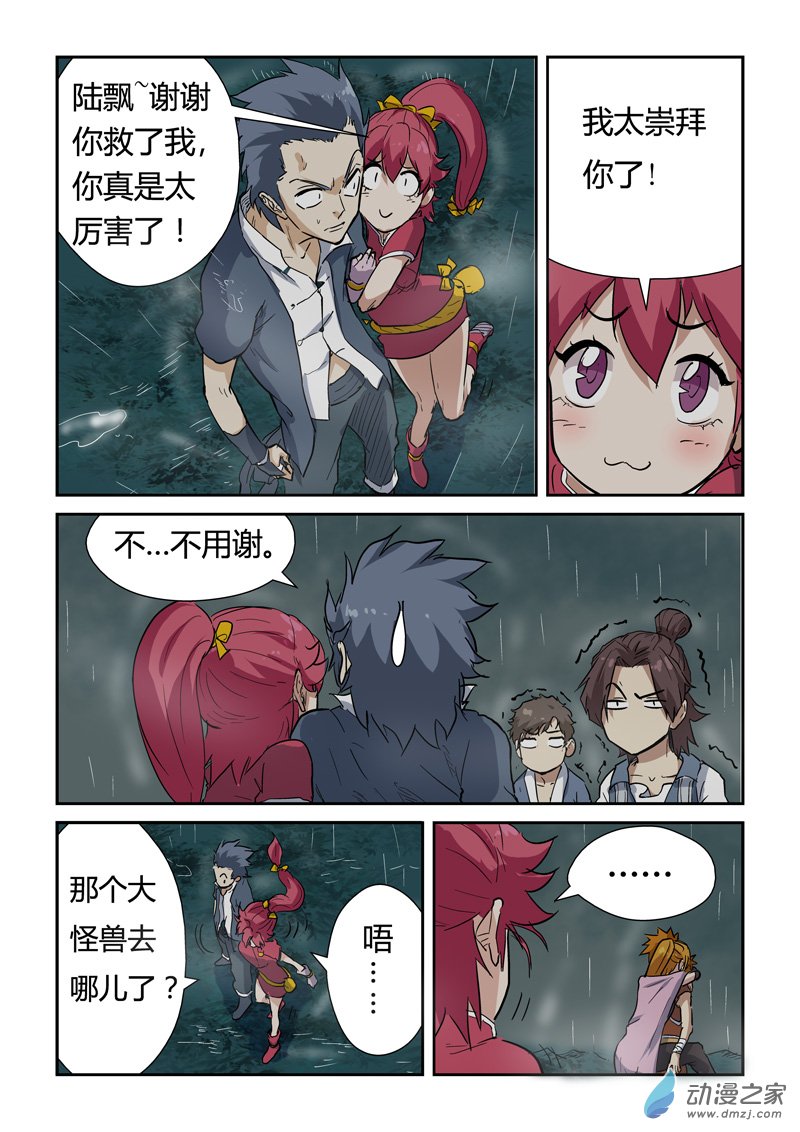 陆飘~谢谢
你救了我，
你真是太
厉害了！
我太崇拜
你了！
不…不用谢。
那个大
怪兽去
哪儿了？
唔
……
……
动漫之家
www.dmzj.com